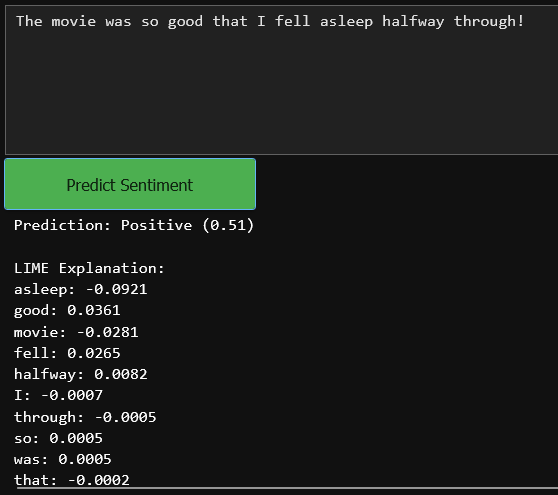 The movie was so good that I fell asleep halfway through!
Predict Sentiment
Prediction: Positive (0.51)
LIME Explanation:
asleep: -0.0921
good: 0.0361
movie: -0.0281
fell: 0.0265
halfway: 0.0082
I: -0.0007
through: -0.0005
so: 0.0005
was: 0.0005
that: -0.0002